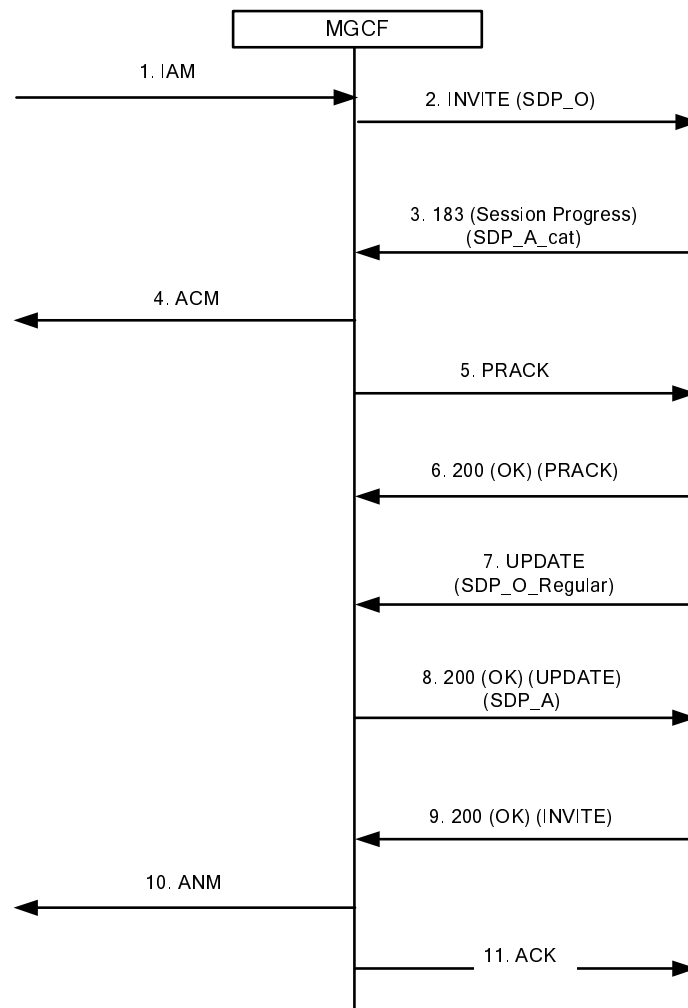 MGCF
1. IAM
2. INVITE (SDP_O)
3. 183 (Session Progress)
(SDP_A_cat)
4. ACM
5. PRACK
6. 200 (OK) (PRACK)
7. UPDATE
(SDP_O_Regular)
8. 200 (OK) (UPDATE)
(SDP_A)
9. 200 (OK) (INVITE)
10. ANM
11. ACK